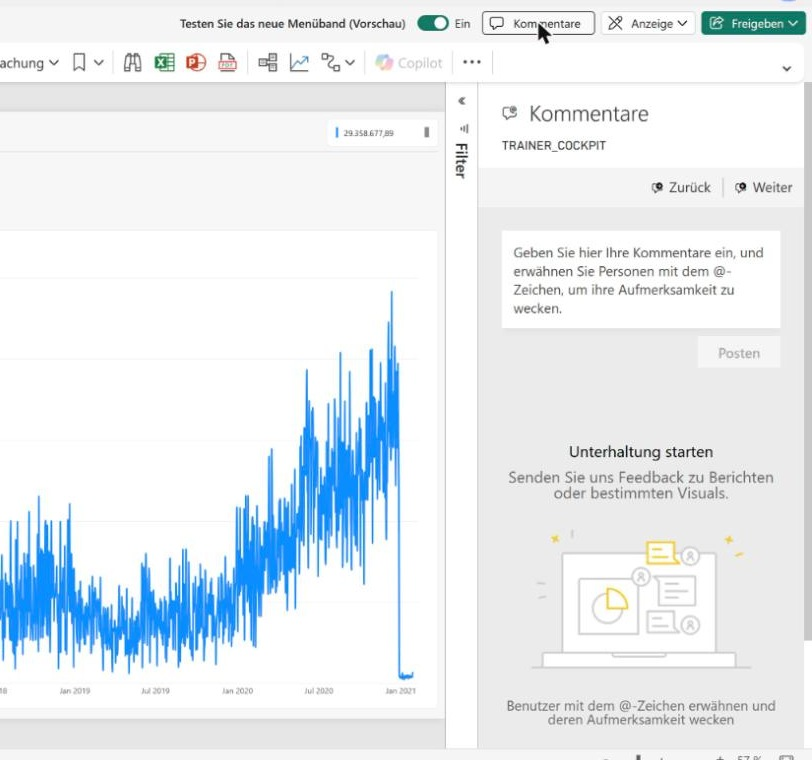 Testen Sie das neue Menüband (Vorschau) Ein Kommentare Anzeige Freigeben
achung Copilot
Kommentare
TRAINER_COCKPIT
Zurück Weiter
29.358.677,89
Filter
Geben Sie hier Ihre Kommentare ein, und
erwähnen Sie Personen mit dem @-
Zeichen, um ihre Aufmerksamkeit zu
wecken.
Posten
Unterhaltung starten
Senden Sie uns Feedback zu Berichten
oder bestimmten Visuals.
Benutzer mit dem @-Zeichen erwähnen und
deren Aufmerksamkeit wecken
18 Jan 2019 Jul 2019 Jan 2020 Jul 2020 Jan 2021
57 %